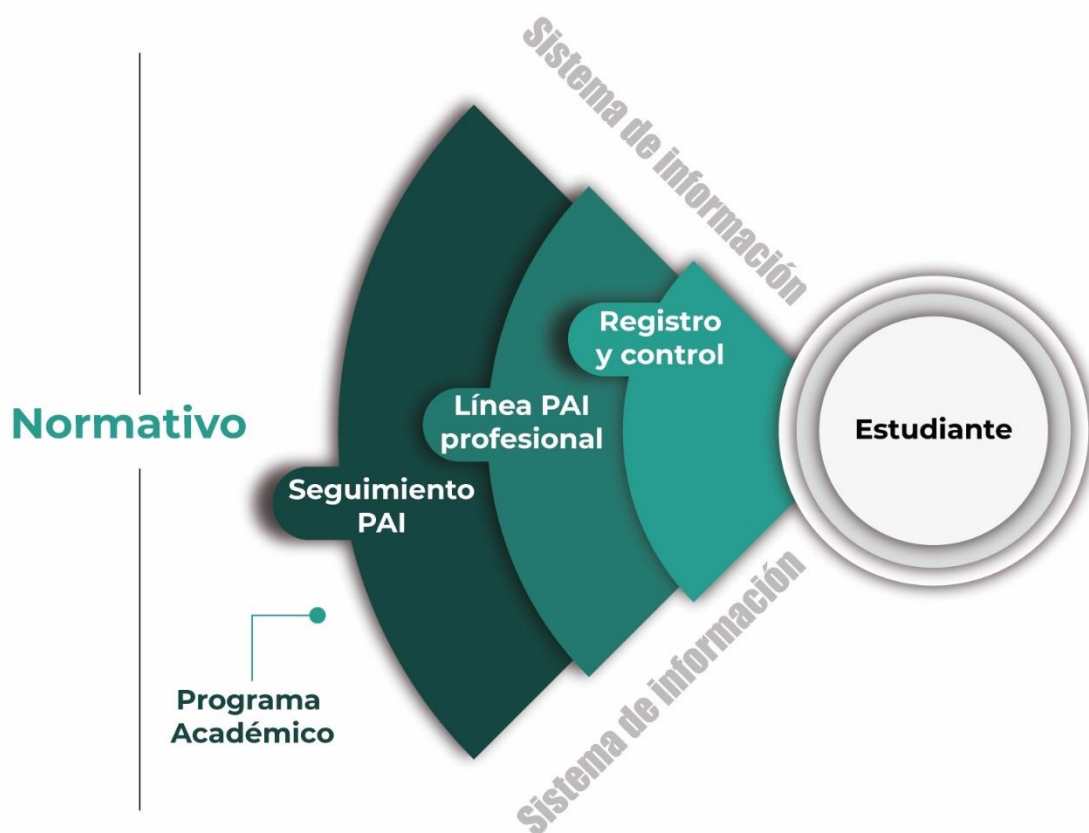 Sistema de información
Registro
y control
Línea PAI
profesional
Estudiante
Normativo
Seguimiento
PAI
Programa
Académico
Sistema de información